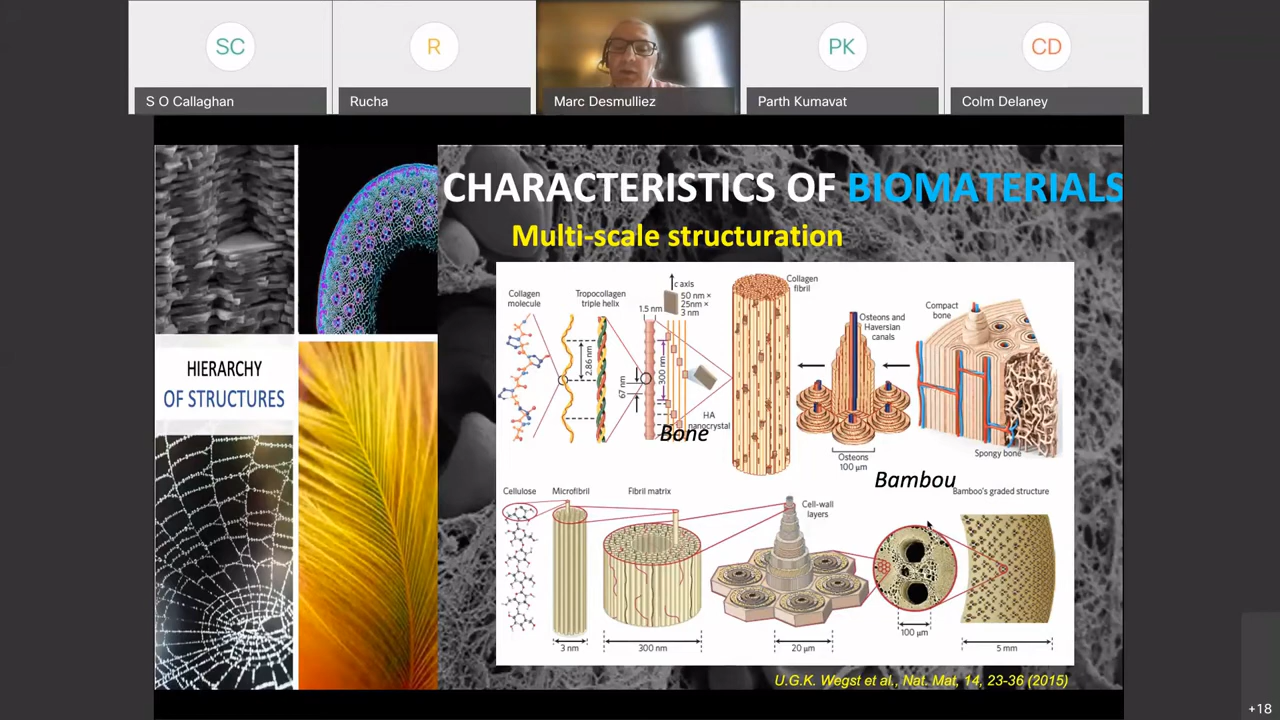 SC
R
PK
CD
S O Callaghan
Rucha
Marc Desmulliez
Parth Kumavat
Colm Delaney
CHARACTERISTICS OF BIOMATERIALS
Multi-scale structuration
HIERARCHY
OF STRUCTURES
Collagen
molecule
Tropocollagen
triple helix
2.86 nm
1.5 nm
c axis
50 nm ×
25nm ×
3 nm
300 nm
67 nm
HA
nanocrystal
Bone
Collagen
fibril
Osteons and
Haversian
canals
Osteons
100 µm
Compact
bone
Spongy bone
Bambou
Cellulose
Microfibril
Fibril matrix
Cell-wall
layers
Bamboo's graded structure
3 nm
300 nm
20 µm
100 µm
5 mm
U.G.K. Wegst et al., Nat. Mat, 14, 23-36 (2015)
+18